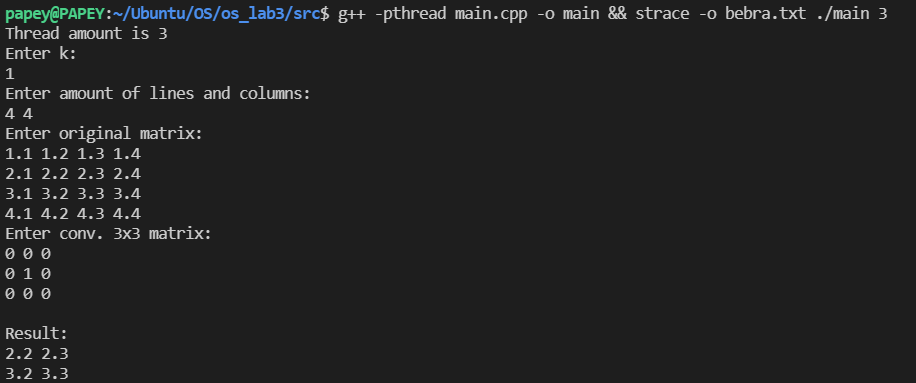 papey@PAPEY:~/Ubuntu/OS/os_lab3/src$ g++ -pthread main.cpp -o main && strace -o bebra.txt ./main 3
Thread amount is 3
Enter k:
1
Enter amount of lines and columns:
4 4
Enter original matrix:
1.1 1.2 1.3 1.4
2.1 2.2 2.3 2.4
3.1 3.2 3.3 3.4
4.1 4.2 4.3 4.4
Enter conv. 3x3 matrix:
0 0 0
0 1 0
0 0 0

Result:
2.2 2.3
3.2 3.3